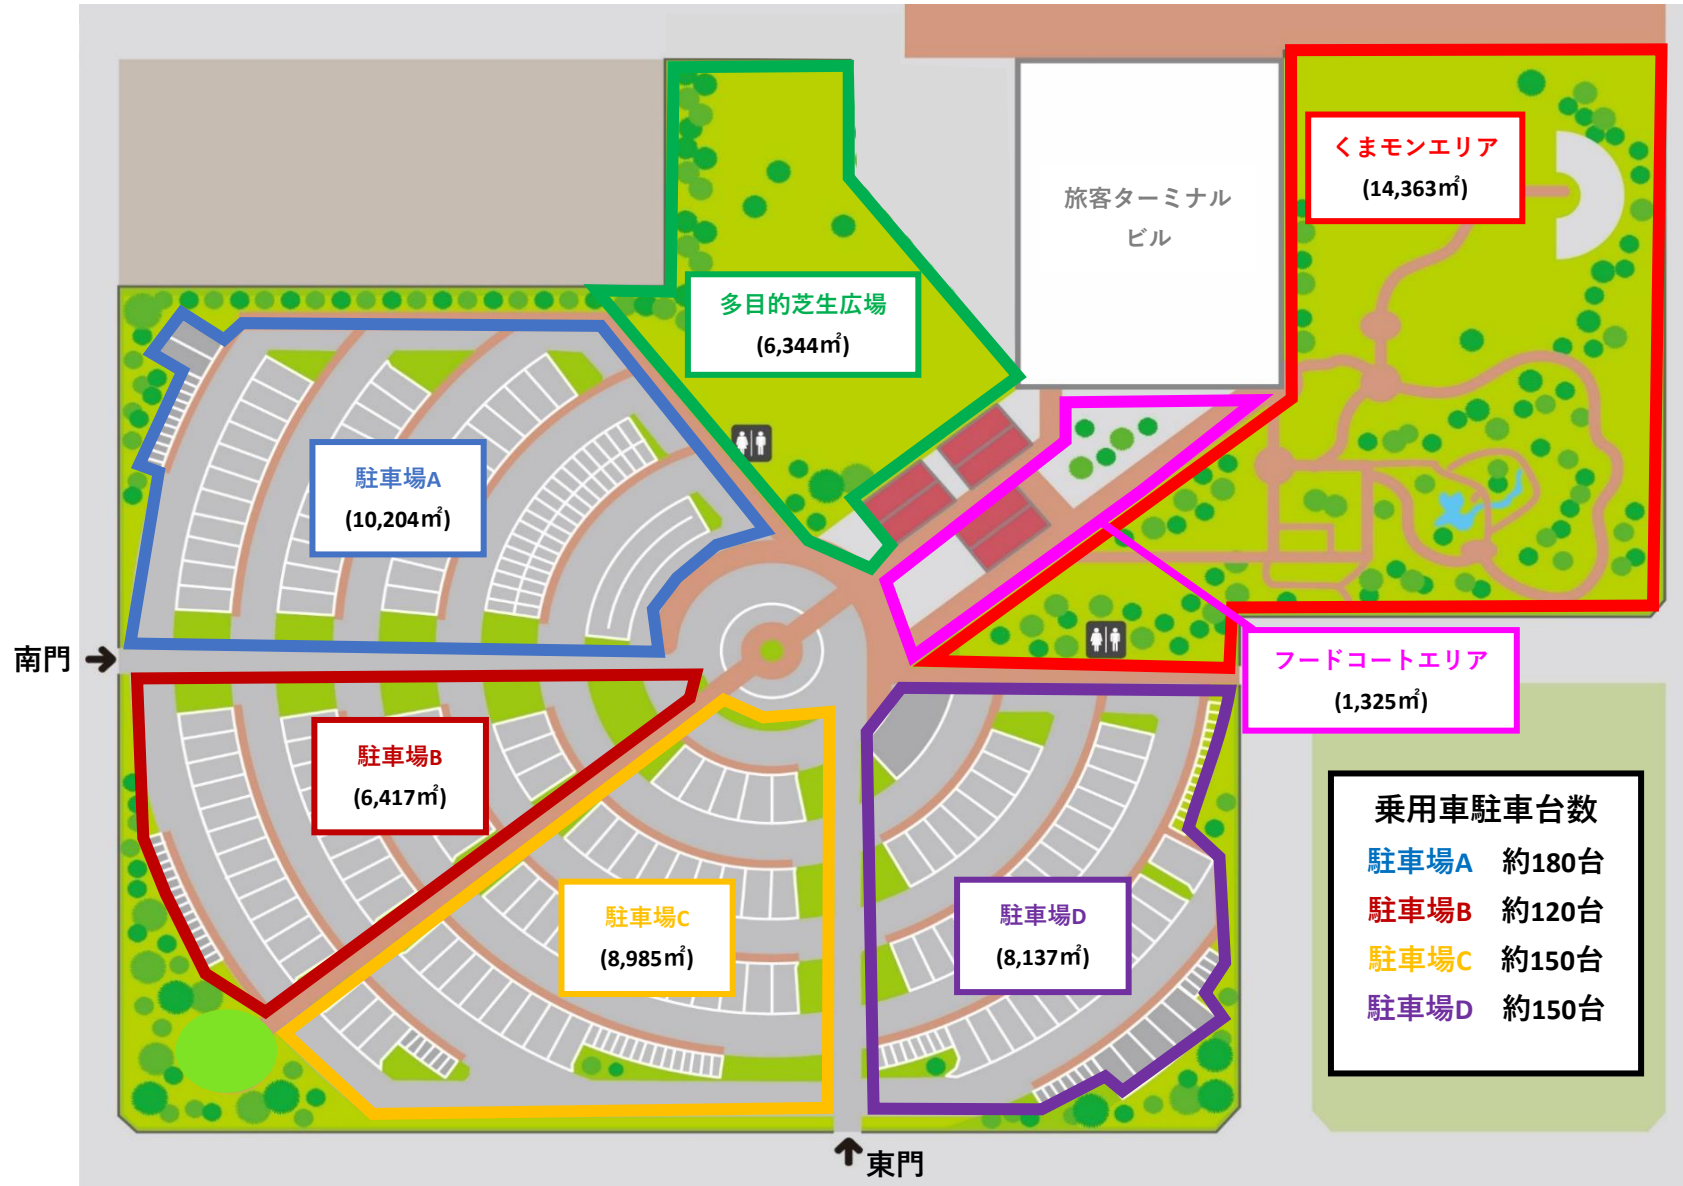 くまモンエリア
(14,363㎡)
旅客ターミナル
ビル
多目的芝生広場
(6,344㎡)
駐車場A
(10,204㎡)
南門
フードコートエリア
(1,325㎡)
駐車場B
(6,417㎡)
駐車場C
(8,985㎡)
駐車場D
(8,137㎡)
乗用車駐車台数
駐車場A 約180台
駐車場B 約120台
駐車場C 約150台
駐車場D 約150台
東門